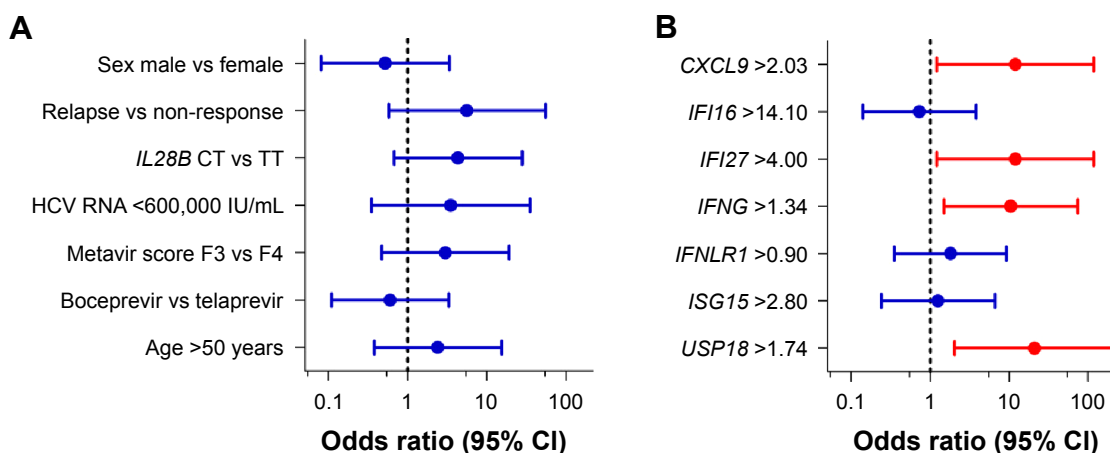 A
Sex male vs female
Relapse vs non-response
IL28B CT vs TT
HCV RNA <600,000 IU/mL
Metavir score F3 vs F4
Boceprevir vs telaprevir
Age >50 years
0.1 1 10 100
Odds ratio (95% CI)
B
CXCL9 >2.03
IFI16 >14.10
IFI27 >4.00
IFNG >1.34
IFNLR1 >0.90
ISG15 >2.80
USP18 >1.74
0.1 1 10 100
Odds ratio (95% CI)